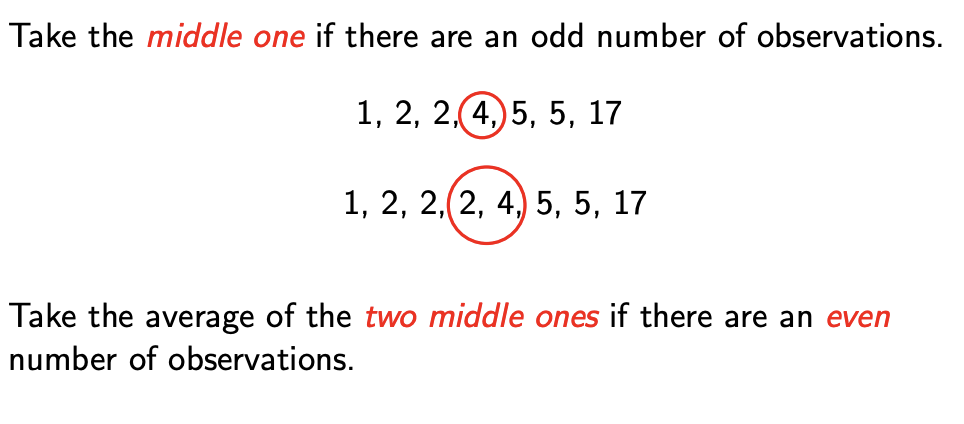 Take the middle one if there are an odd number of observations.
1, 2, 2, 4, 5, 5, 17
1, 2, 2, 2, 4, 5, 5, 17
Take the average of the two middle ones if there are an even
number of observations.